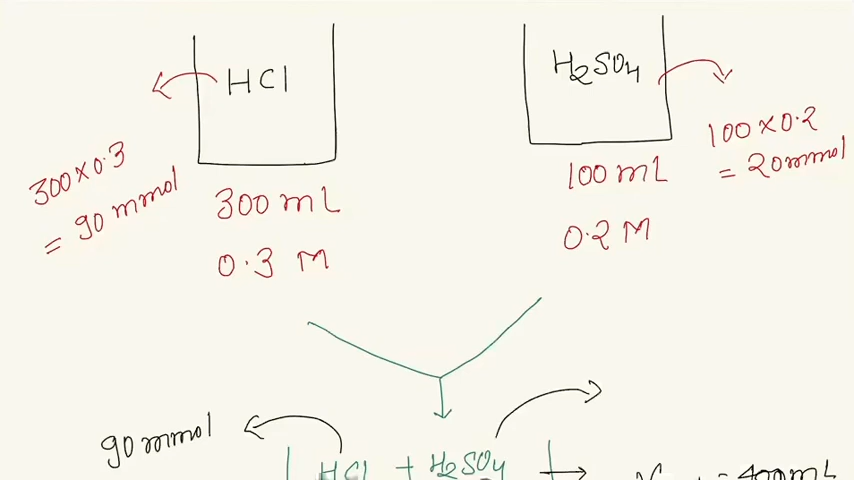 HCl
H2SO4
300×0.3
= 90 mmol
300 mL
0.3 M
100×0.2
= 20 mmol
100 mL
0.2 M
90 mmol
HCl + H2SO4
= 400mL